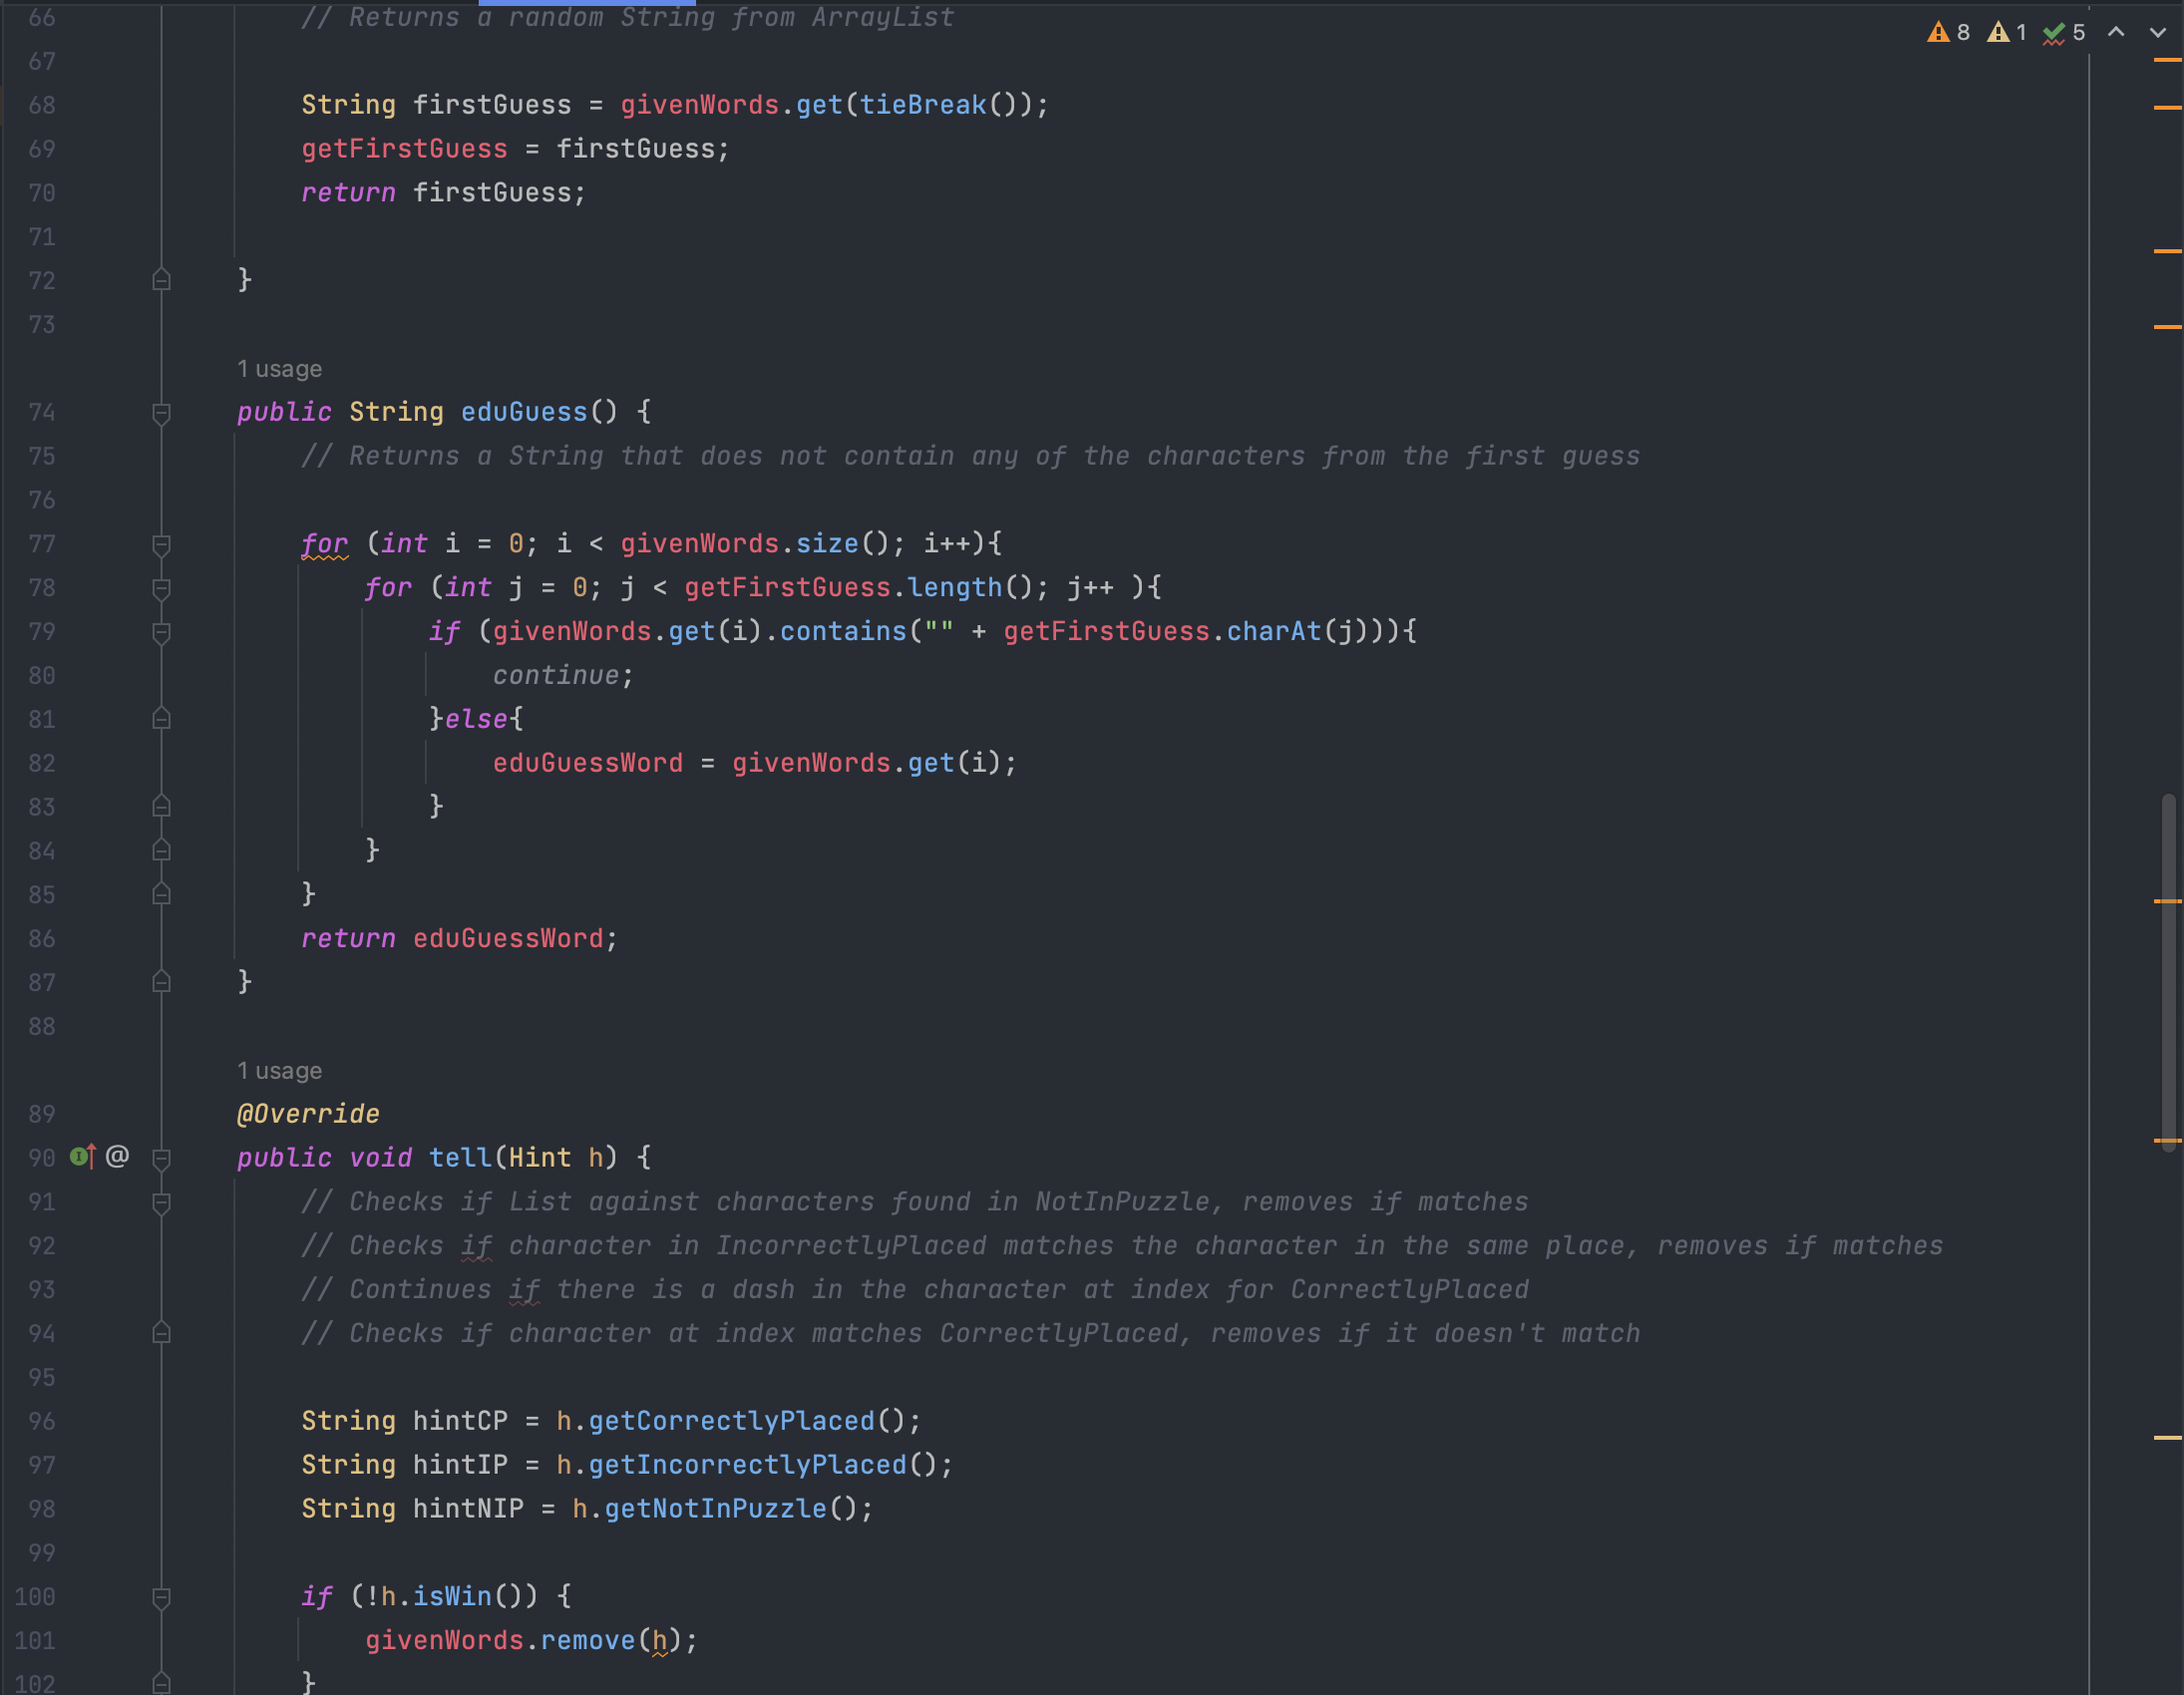 66 // Returns a random String from ArrayList
8 1 5
67
68 String firstGuess = givenWords.get(tieBreak());
69 getFirstGuess = firstGuess;
70 return firstGuess;
71
72 }
73
1 usage
74 public String eduGuess() {
75 // Returns a String that does not contain any of the characters from the first guess
76
77 for (int i = 0; i < givenWords.size(); i++){
78 for (int j = 0; j < getFirstGuess.length(); j++ ){
79 if (givenWords.get(i).contains("" + getFirstGuess.charAt(j))){
80 continue;
81 }else{
82 eduGuessWord = givenWords.get(i);
83 }
84 }
85 }
86 return eduGuessWord;
87 }
88
1 usage
89 @Override
90 @ public void tell(Hint h) {
91 // Checks if List against characters found in NotInPuzzle, removes if matches
92 // Checks if character in IncorrectlyPlaced matches the character in the same place, removes if matches
93 // Continues if there is a dash in the character at index for CorrectlyPlaced
94 // Checks if character at index matches CorrectlyPlaced, removes if it doesn't match
95
96 String hintCP = h.getCorrectlyPlaced();
97 String hintIP = h.getIncorrectlyPlaced();
98 String hintNIP = h.getNotInPuzzle();
99
100 if (!h.isWin()) {
101 givenWords.remove(h);
102 }